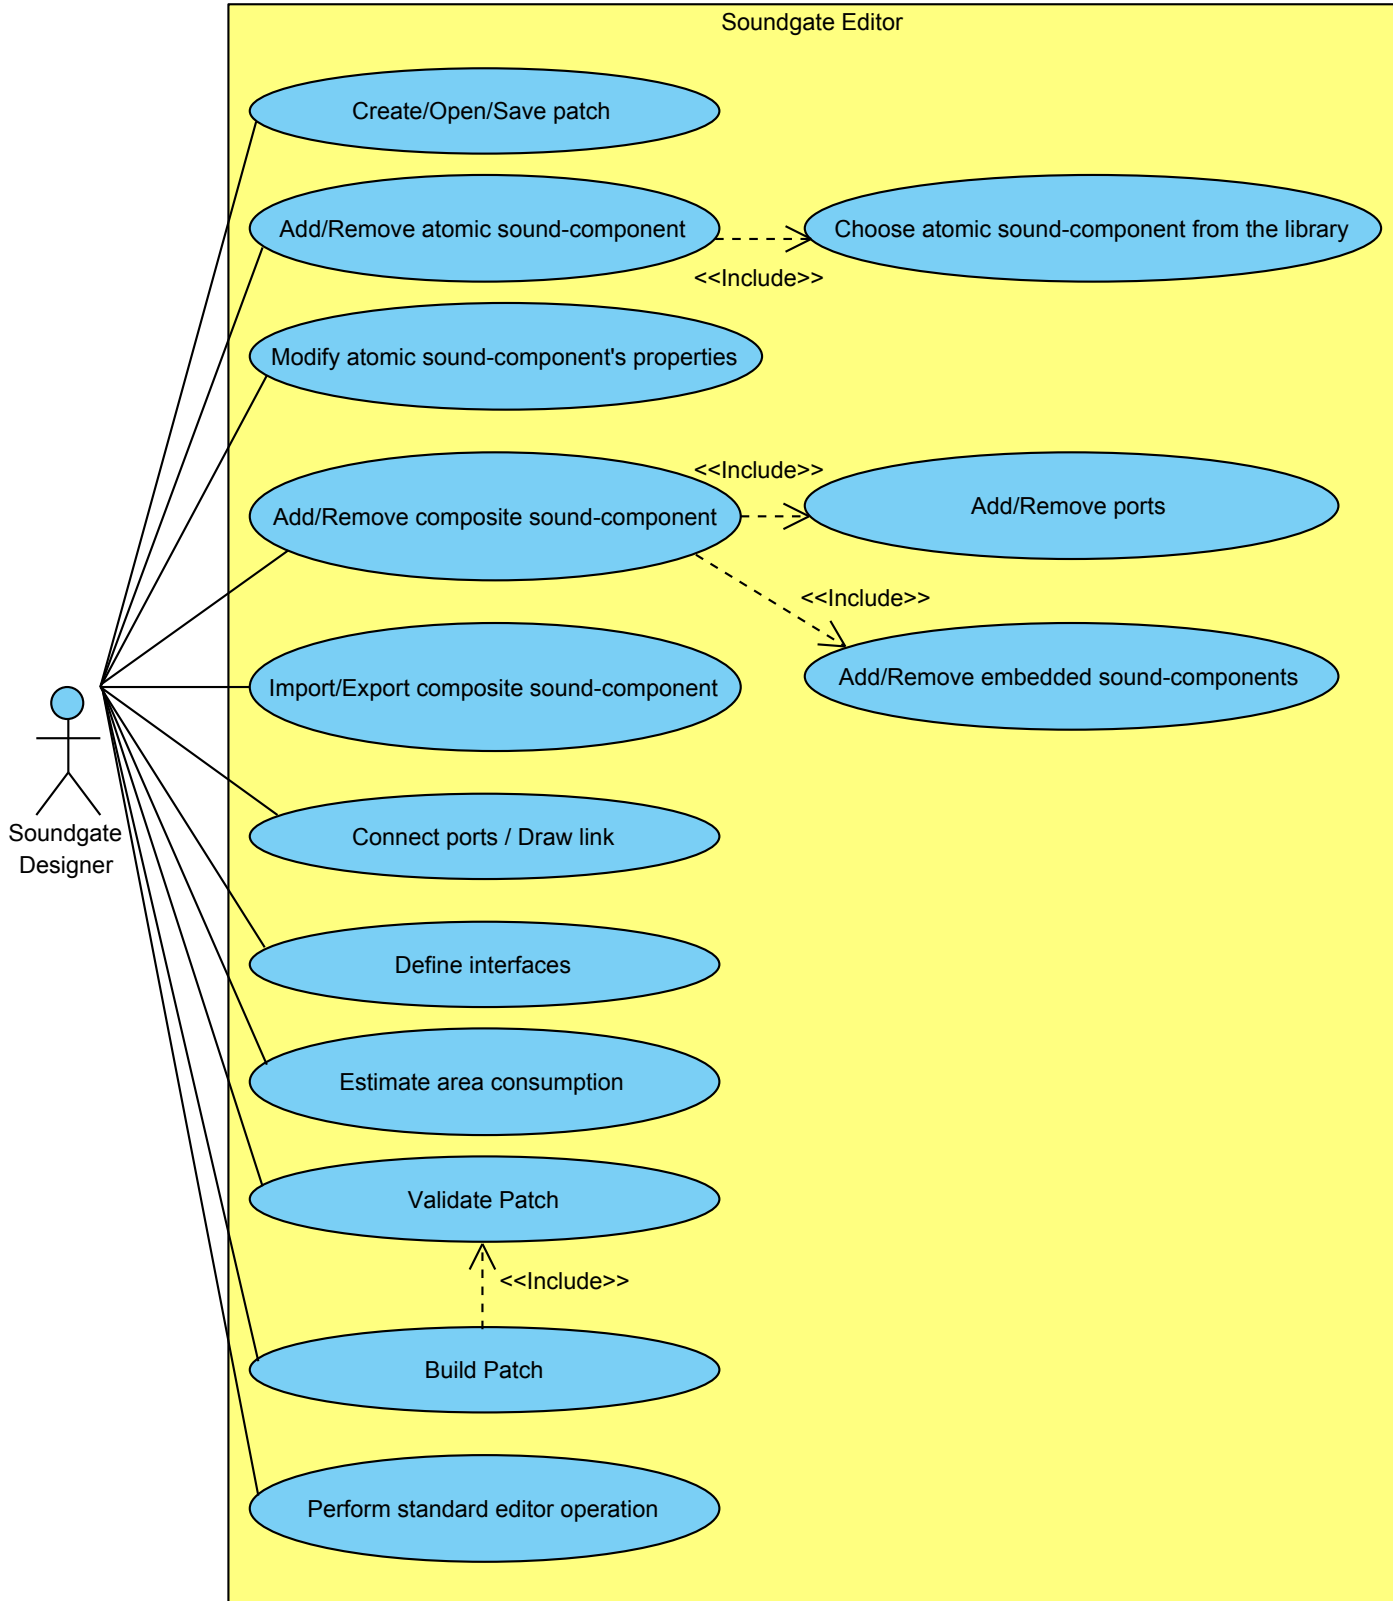 Soundgate Editor
Create/Open/Save patch
Add/Remove atomic sound-component
Choose atomic sound-component from the library
<<Include>>
Modify atomic sound-component's properties
<<Include>>
Add/Remove composite sound-component
Add/Remove ports
<<Include>>
Import/Export composite sound-component
Add/Remove embedded sound-components
Soundgate
Designer
Connect ports / Draw link
Define interfaces
Estimate area consumption
Validate Patch
<<Include>>
Build Patch
Perform standard editor operation